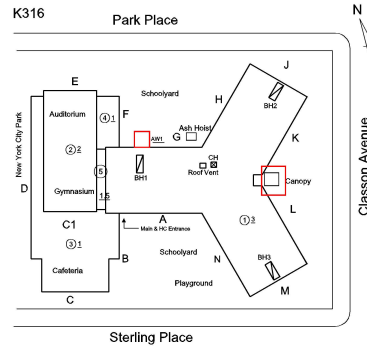 K316
Park Place
N
E
J
Auditorium
④ 1
F
Schoolyard
H
BH2
New York City Park
② 2
G
Ash Hoist
AW1
K
Classon Avenue
⑤
BH1
CH
Roof Vent
Canopy
D
Gymnasium
1.5
L
C1
A
① 3
Main & HC Entrance
③ 1
B
Schoolyard
N
BH3
Cafeteria
Playground
M
C
Sterling Place